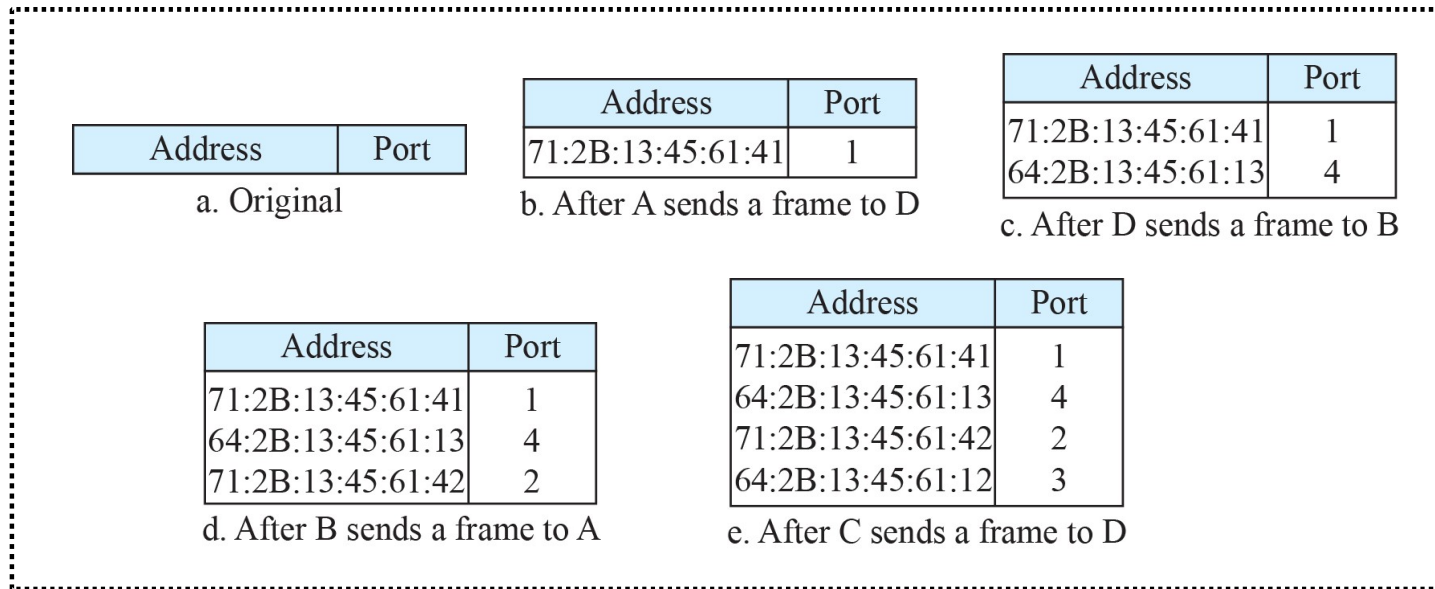 Address Port
a. Original
Address Port
71:2B:13:45:61:41 1
b. After A sends a frame to D
Address Port
71:2B:13:45:61:41 1
64:2B:13:45:61:13 4
c. After D sends a frame to B
Address Port
71:2B:13:45:61:41 1
64:2B:13:45:61:13 4
71:2B:13:45:61:42 2
d. After B sends a frame to A
Address Port
71:2B:13:45:61:41 1
64:2B:13:45:61:13 4
71:2B:13:45:61:42 2
64:2B:13:45:61:12 3
e. After C sends a frame to D